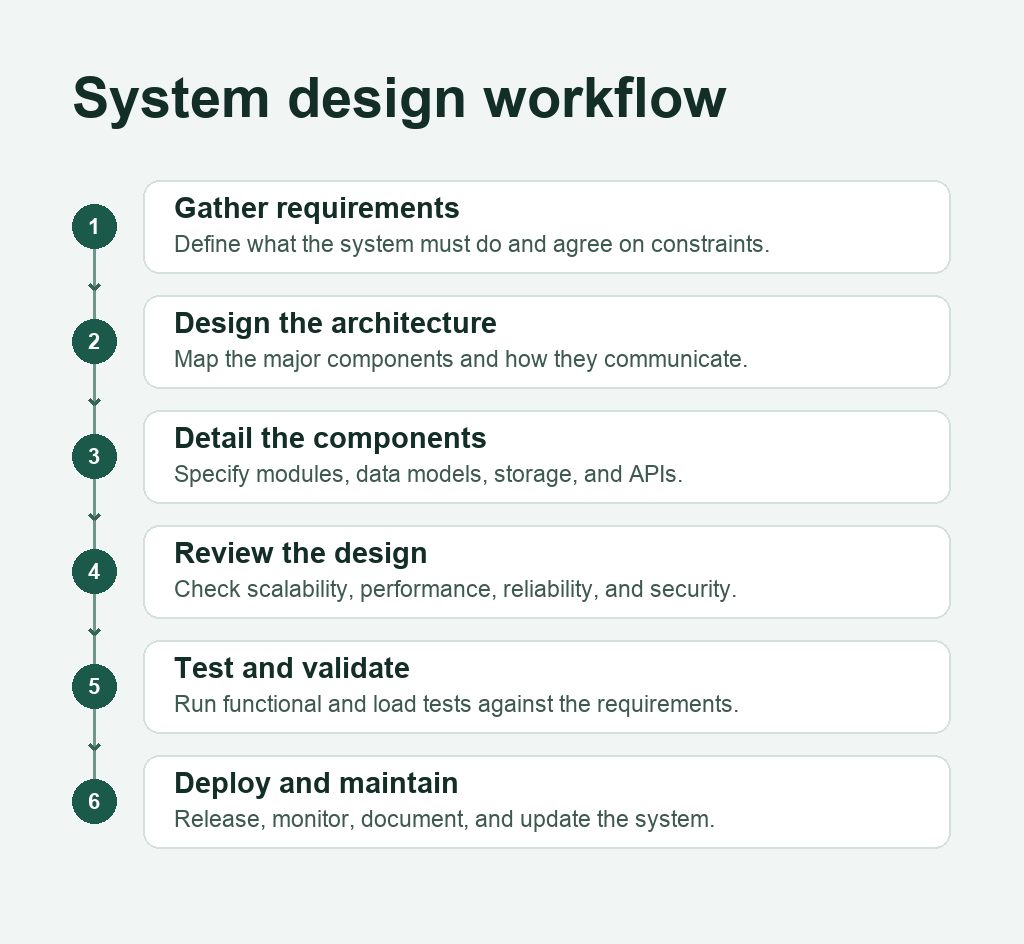 System design workflow
1
Gather requirements
Define what the system must do and agree on constraints.
2
Design the architecture
Map the major components and how they communicate.
3
Detail the components
Specify modules, data models, storage, and APIs.
4
Review the design
Check scalability, performance, reliability, and security.
5
Test and validate
Run functional and load tests against the requirements.
6
Deploy and maintain
Release, monitor, document, and update the system.